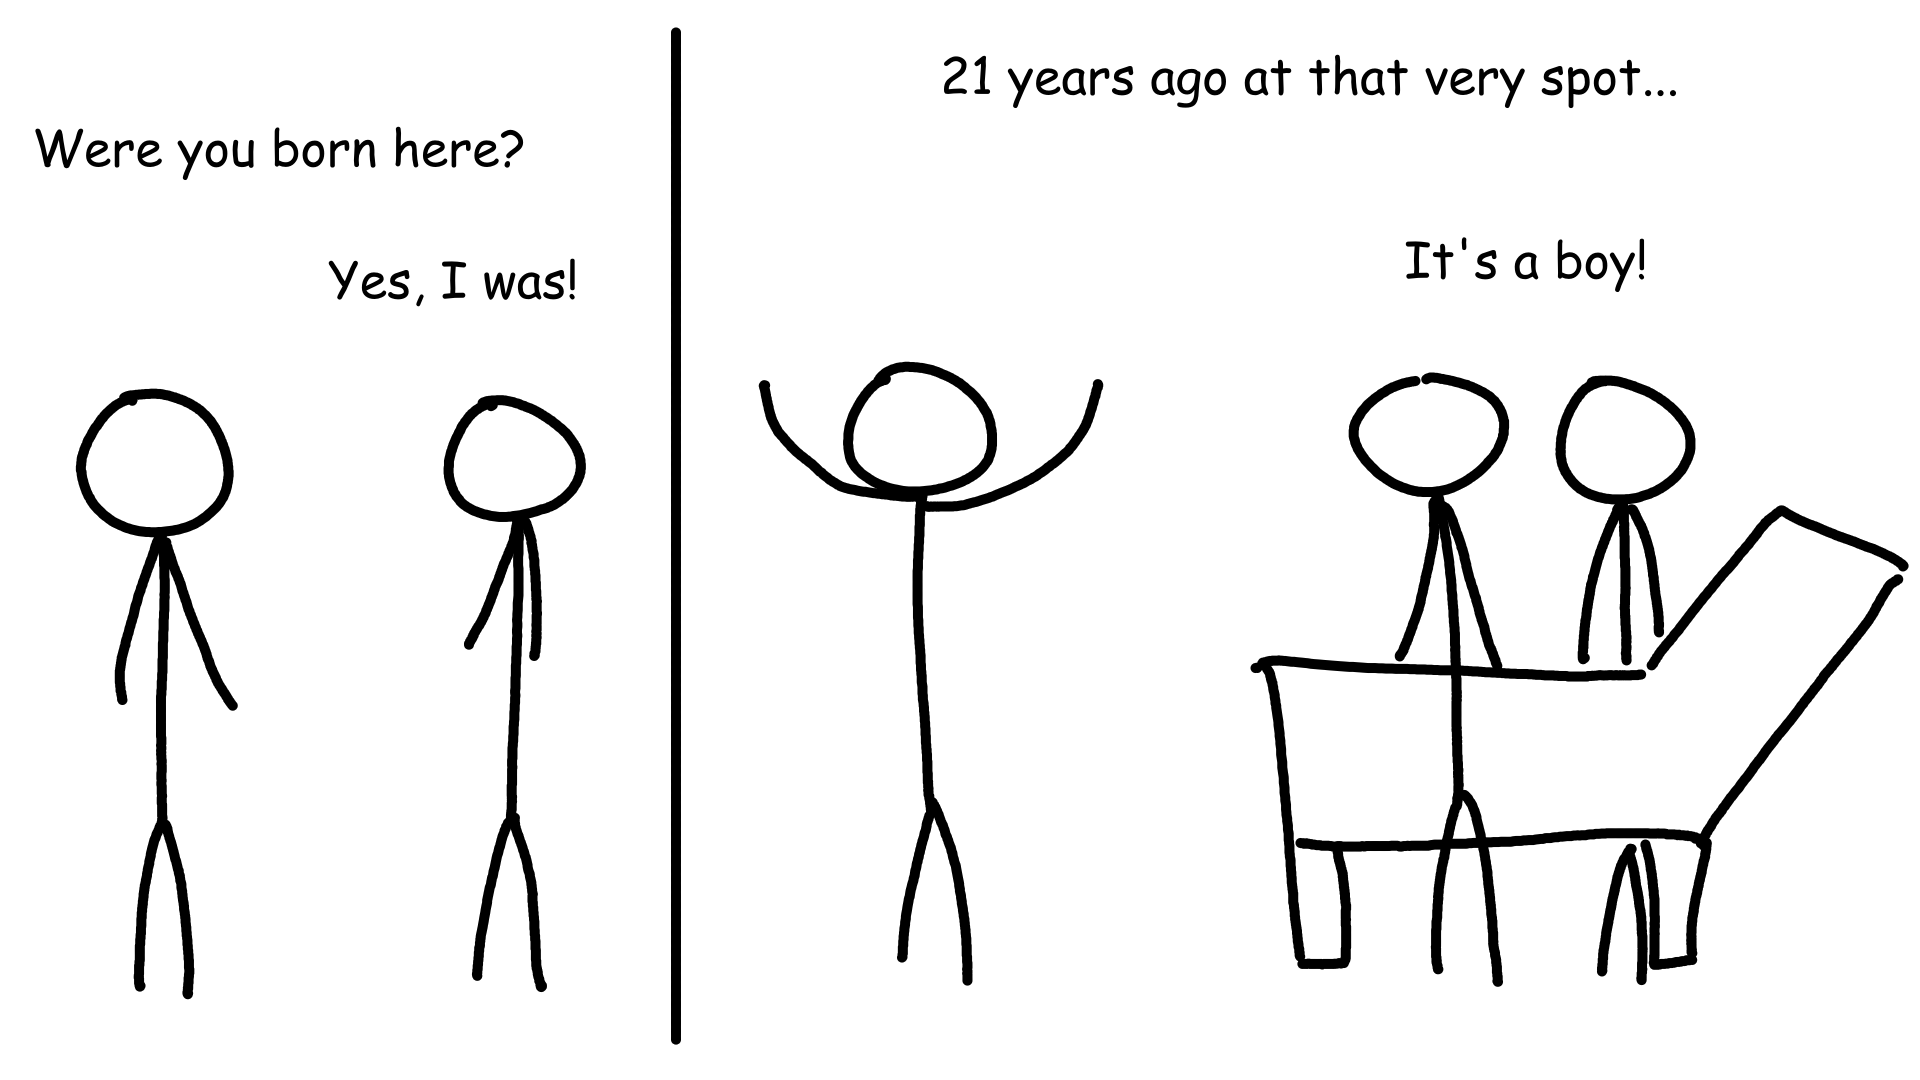 Were you born here?
Yes, I was!
21 years ago at that very spot...
It's a boy!